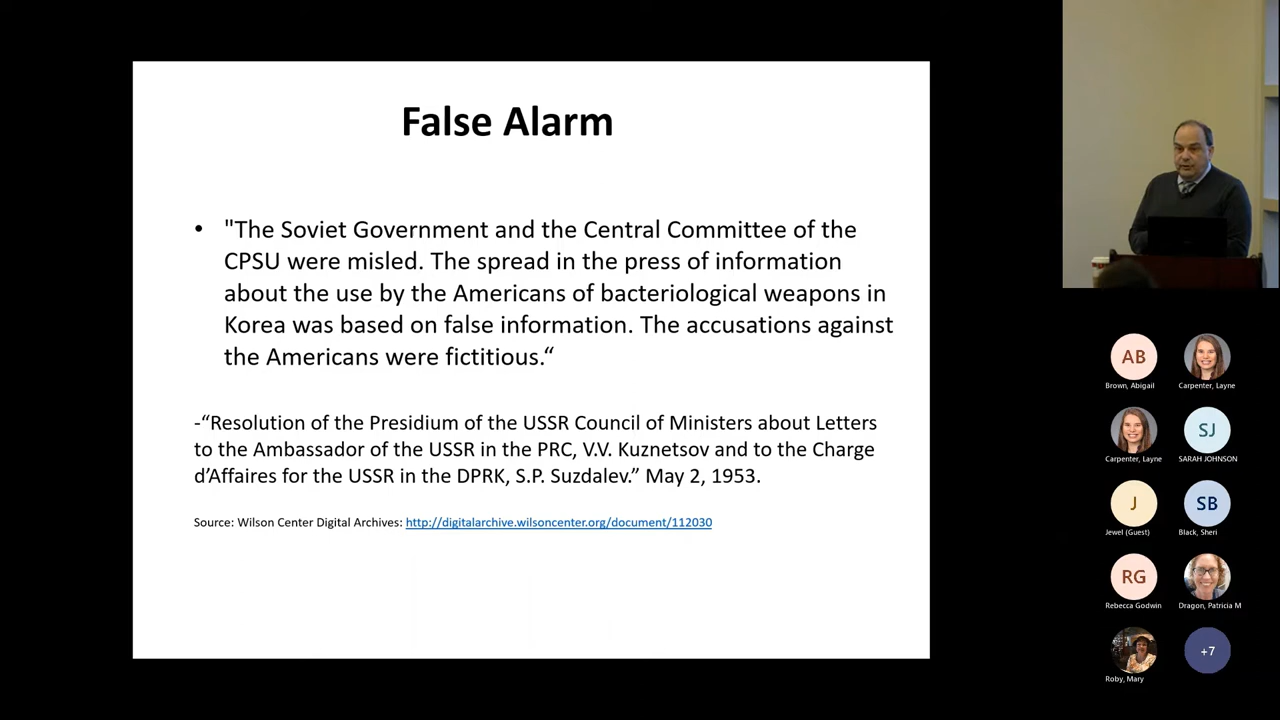 False Alarm
• "The Soviet Government and the Central Committee of the
CPSU were misled. The spread in the press of information
about the use by the Americans of bacteriological weapons in
Korea was based on false information. The accusations against
the Americans were fictitious.“
-“Resolution of the Presidium of the USSR Council of Ministers about Letters
to the Ambassador of the USSR in the PRC, V.V. Kuznetsov and to the Charge
d’Affaires for the USSR in the DPRK, S.P. Suzdalev.” May 2, 1953.
Source: Wilson Center Digital Archives: http://digitalarchive.wilsoncenter.org/document/112030
AB
Brown, Abigail
Carpenter, Layne
Carpenter, Layne
SJ
SARAH JOHNSON
J
Jewel (Guest)
SB
Black, Sheri
RG
Rebecca Godwin
Dragon, Patricia M
Roby, Mary
+7